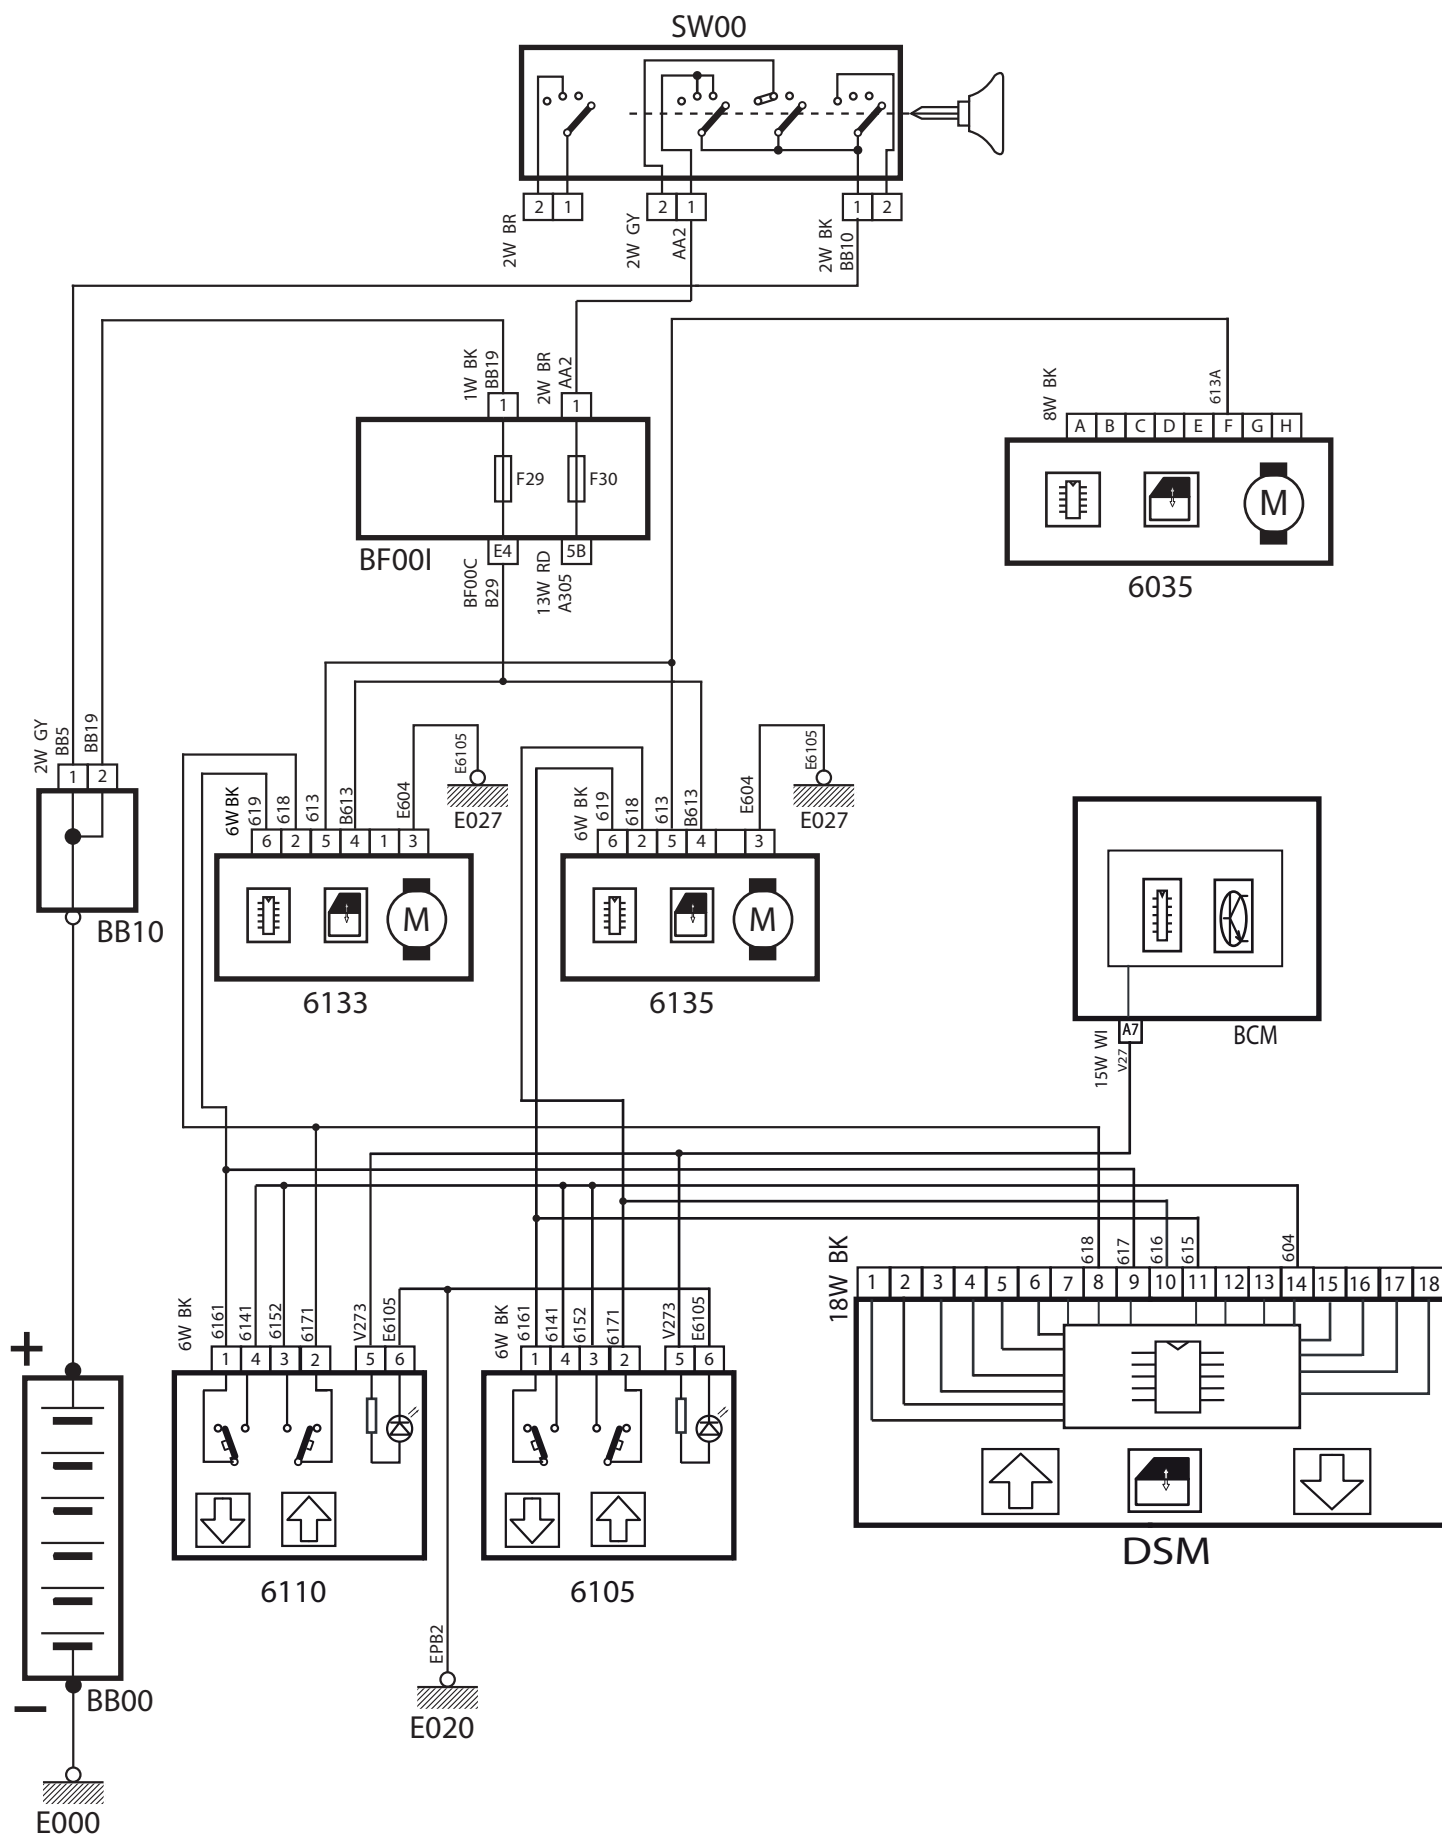 SW00
2 1
2 1
1 2
2W BR
2W GY
AA2
2W BK
BB10
1W BK
BB19
2W BR
AA2
1
1
F29
F30
BF00I
E4
5B
BF00C
B29
13W RD
A305
8W BK
613A
A B C D E F G H
M
6035
2W GY
BB5
BB19
1 2
BB10
6W BK
619
618
613
B613
E604
E6105
E027
6 2 5 4 1 3
M
6133
6W BK
619
618
613
B613
E604
E6105
E027
6 2 5 4 3
M
6135
A7
BCM
15W WI
V27
18W BK
618
617
616
615
604
1 2 3 4 5 6 7 8 9 10 11 12 13 14 15 16 17 18
DSM
6W BK
6161
6141
6152
6171
V273
E6105
1 4 3 2 5 6
6110
6W BK
6161
6141
6152
6171
V273
E6105
1 4 3 2 5 6
6105
EPB2
E020
+
BB00
–
E000